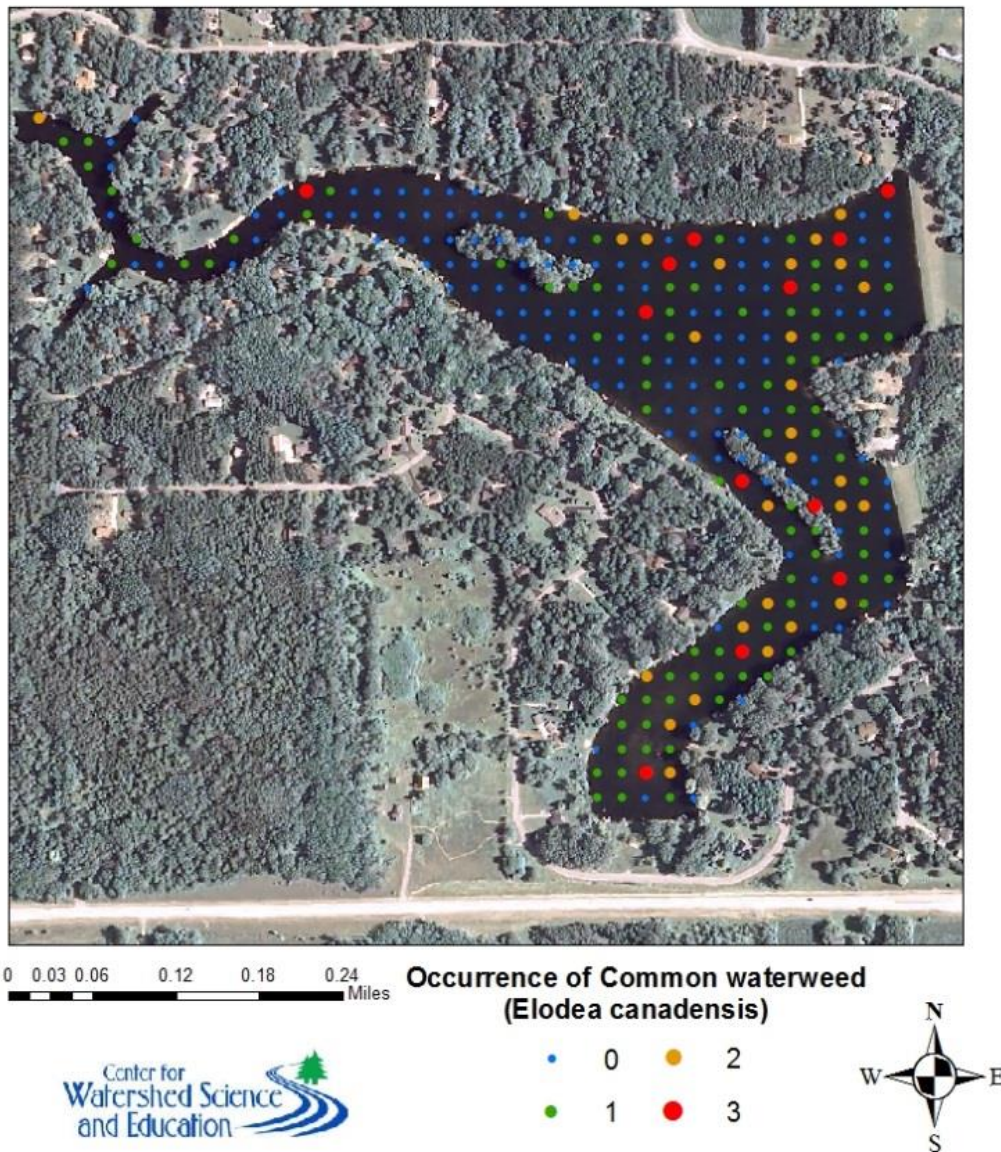 0 0.03 0.06 0.12 0.18 0.24
Miles
Occurrence of Common waterweed
(Elodea canadensis)
0 2
1 3
N
W E
S
Center for
Watershed Science
and Education